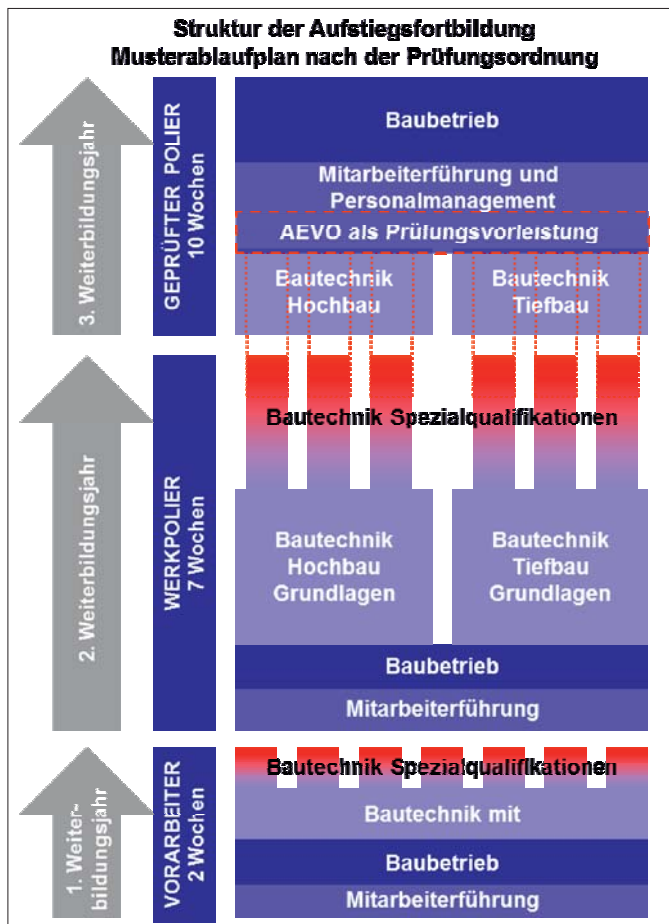 Struktur der Aufstiegsfortbildung
Musterablaufplan nach der Prüfungsordnung
3. Weiterbildungsjahr
GEPRÜFTER POLIER
10 Wochen
Baubetrieb
Mitarbeiterführung und
Personalmanagement
AEVO als Prüfungsvorleistung
Bautechnik
Hochbau
Bautechnik
Tiefbau
2. Weiterbildungsjahr
WERKPOLIER
7 Wochen
Bautechnik Spezialqualifikationen
Bautechnik
Hochbau
Grundlagen
Bautechnik
Tiefbau
Grundlagen
Baubetrieb
Mitarbeiterführung
1. Weiter-
bildungsjahr
VORARBEITER
2 Wochen
Bautechnik Spezialqualifikationen
Bautechnik mit
Baubetrieb
Mitarbeiterführung